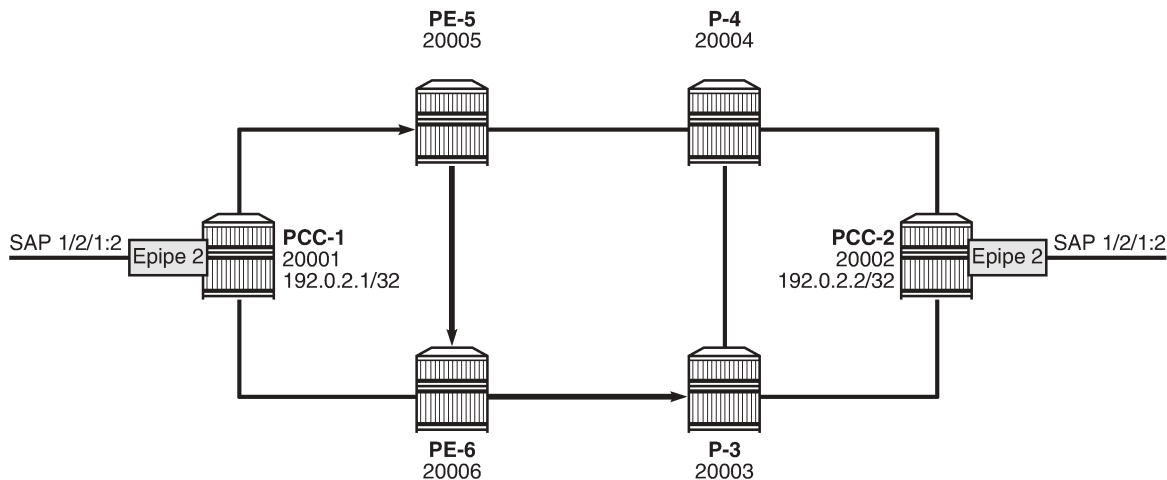 PE-5
20005
P-4
20004
SAP 1/2/1:2
Epipe 2
PCC-1
20001
192.0.2.1/32
PCC-2
20002
192.0.2.2/32
Epipe 2
SAP 1/2/1:2
PE-6
20006
P-3
20003